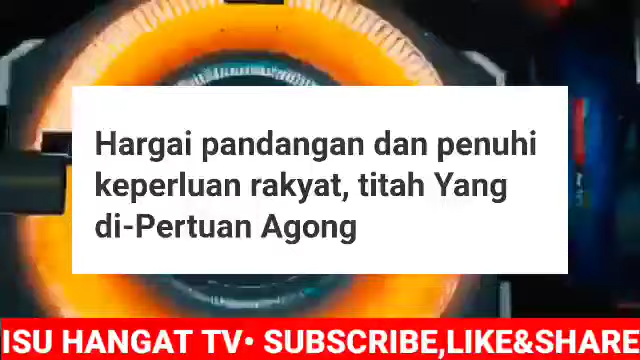 Hargai pandangan dan penuhi
keperluan rakyat, titah Yang
di-Pertuan Agong
ISU HANGAT TV• SUBSCRIBE,LIKE&SHARE